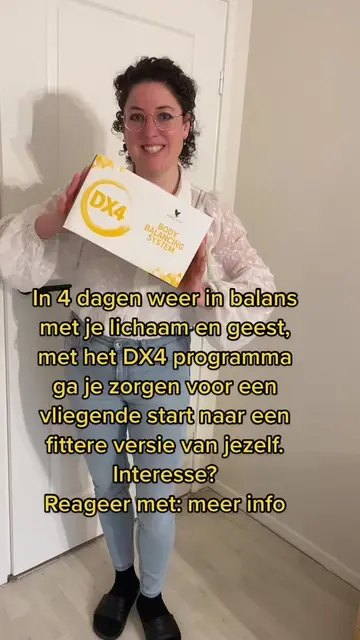 DX4
BODY
BALANCING
SYSTEM
In 4 dagen weer in balans
met je lichaam en geest,
met het DX4 programma
ga je zorgen voor een
vliegende start naar een
fittere versie van jezelf.
Interesse?
Reageer met: meer info